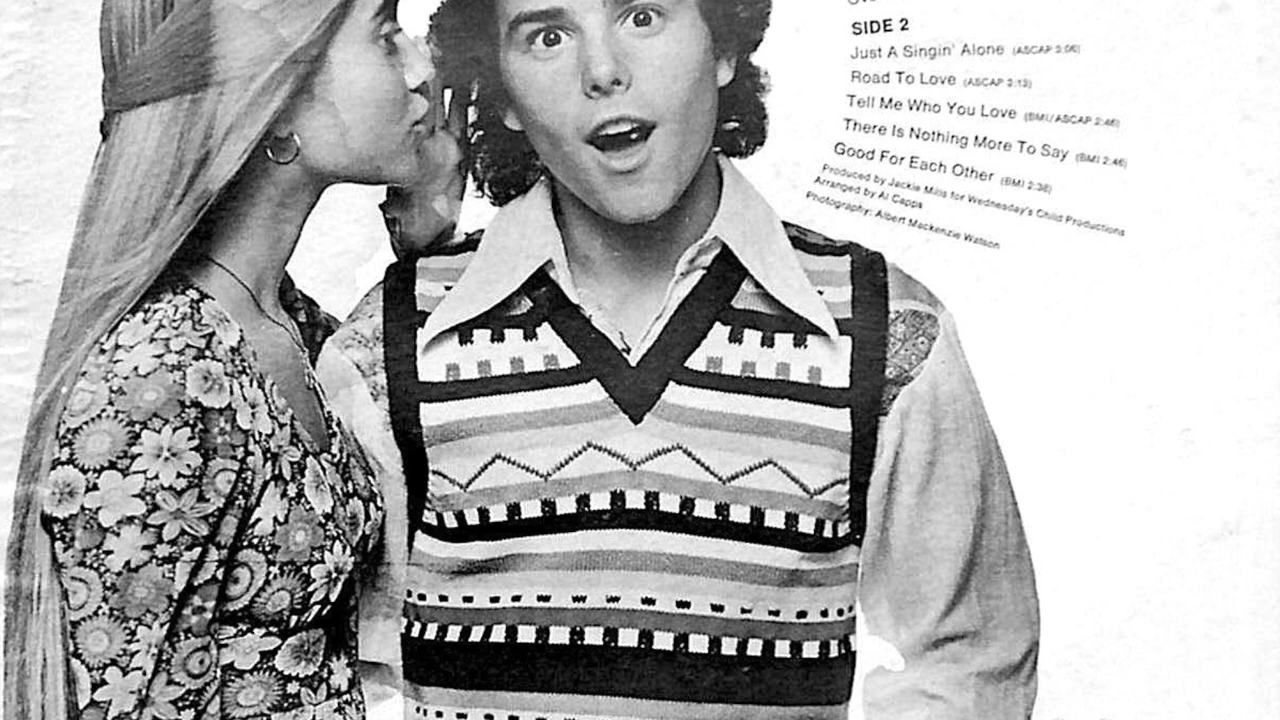 SIDE 2
Just A Singin' Alone (ASCAP 3:06)
Road To Love (ASCAP 2:13)
Tell Me Who You Love (BMI/ASCAP 2:46)
There Is Nothing More To Say (BMI 2:46)
Good For Each Other (BMI 2:36)
Produced by Jackie Mills for Wednesday's Child Productions
Arranged by Al Capps
Photography: Albert Mackenzie Watson